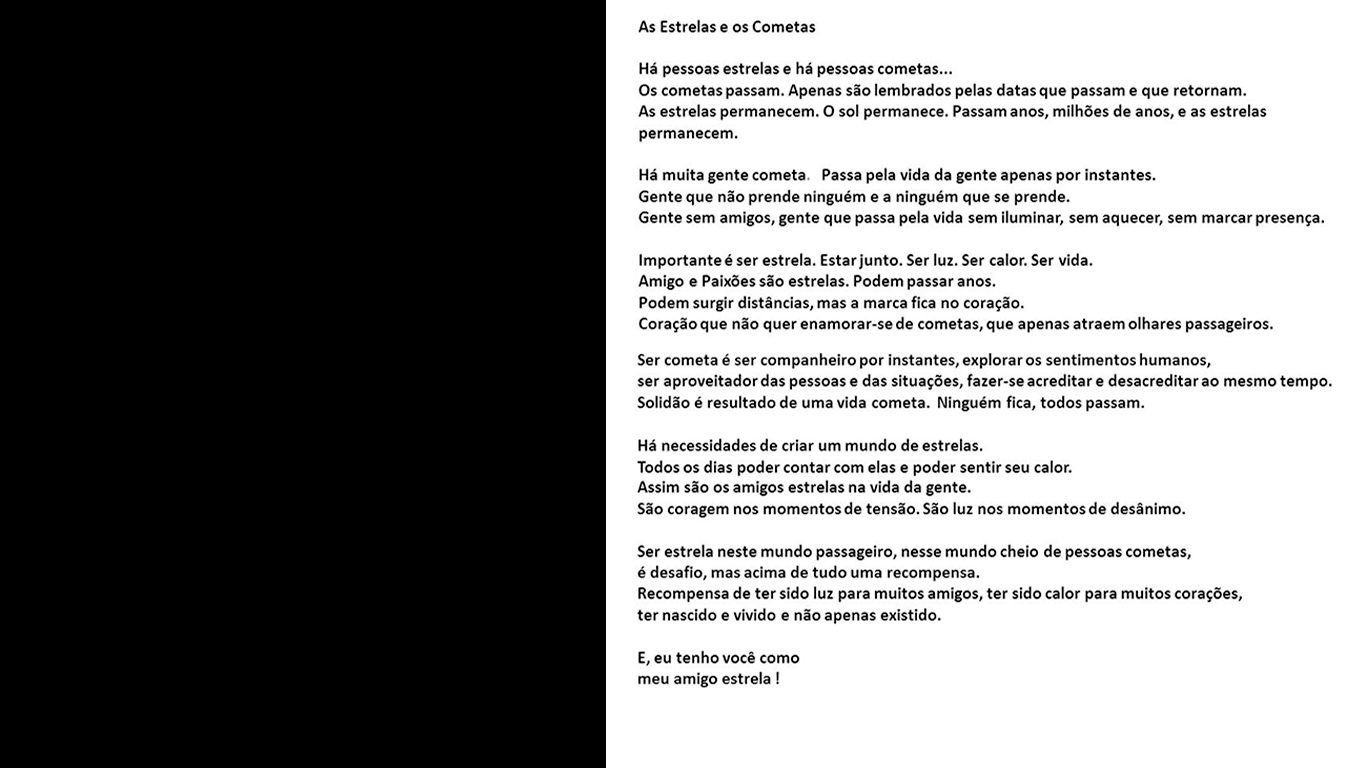 As Estrelas e os Cometas
Há pessoas estrelas e há pessoas cometas...
Os cometas passam. Apenas são lembrados pelas datas que passam e que retornam.
As estrelas permanecem. O sol permanece. Passam anos, milhões de anos, e as estrelas
permanecem.
Há muita gente cometa. Passa pela vida da gente apenas por instantes.
Gente que não prende ninguém e a ninguém que se prende.
Gente sem amigos, gente que passa pela vida sem iluminar, sem aquecer, sem marcar presença.
Importante é ser estrela. Estar junto. Ser luz. Ser calor. Ser vida.
Amigo e Paixões são estrelas. Podem passar anos.
Podem surgir distâncias, mas a marca fica no coração.
Coração que não quer enamorar-se de cometas, que apenas atraem olhares passageiros.
Ser cometa é ser companheiro por instantes, explorar os sentimentos humanos,
ser aproveitador das pessoas e das situações, fazer-se acreditar e desacreditar ao mesmo tempo.
Solidão é resultado de uma vida cometa. Ninguém fica, todos passam.
Há necessidades de criar um mundo de estrelas.
Todos os dias poder contar com elas e poder sentir seu calor.
Assim são os amigos estrelas na vida da gente.
São coragem nos momentos de tensão. São luz nos momentos de desânimo.
Ser estrela neste mundo passageiro, nesse mundo cheio de pessoas cometas,
é desafio, mas acima de tudo uma recompensa.
Recompensa de ter sido luz para muitos amigos, ter sido calor para muitos corações,
ter nascido e vivido e não apenas existido.
E, eu tenho você como
meu amigo estrela !